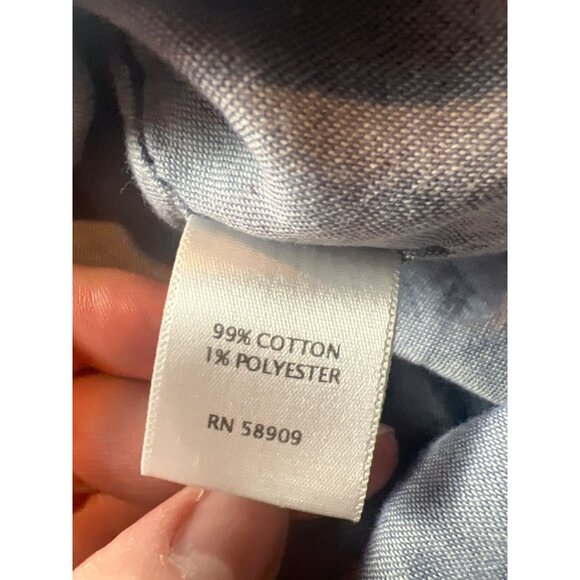 99% COTTON
1% POLYESTER
RN 58909